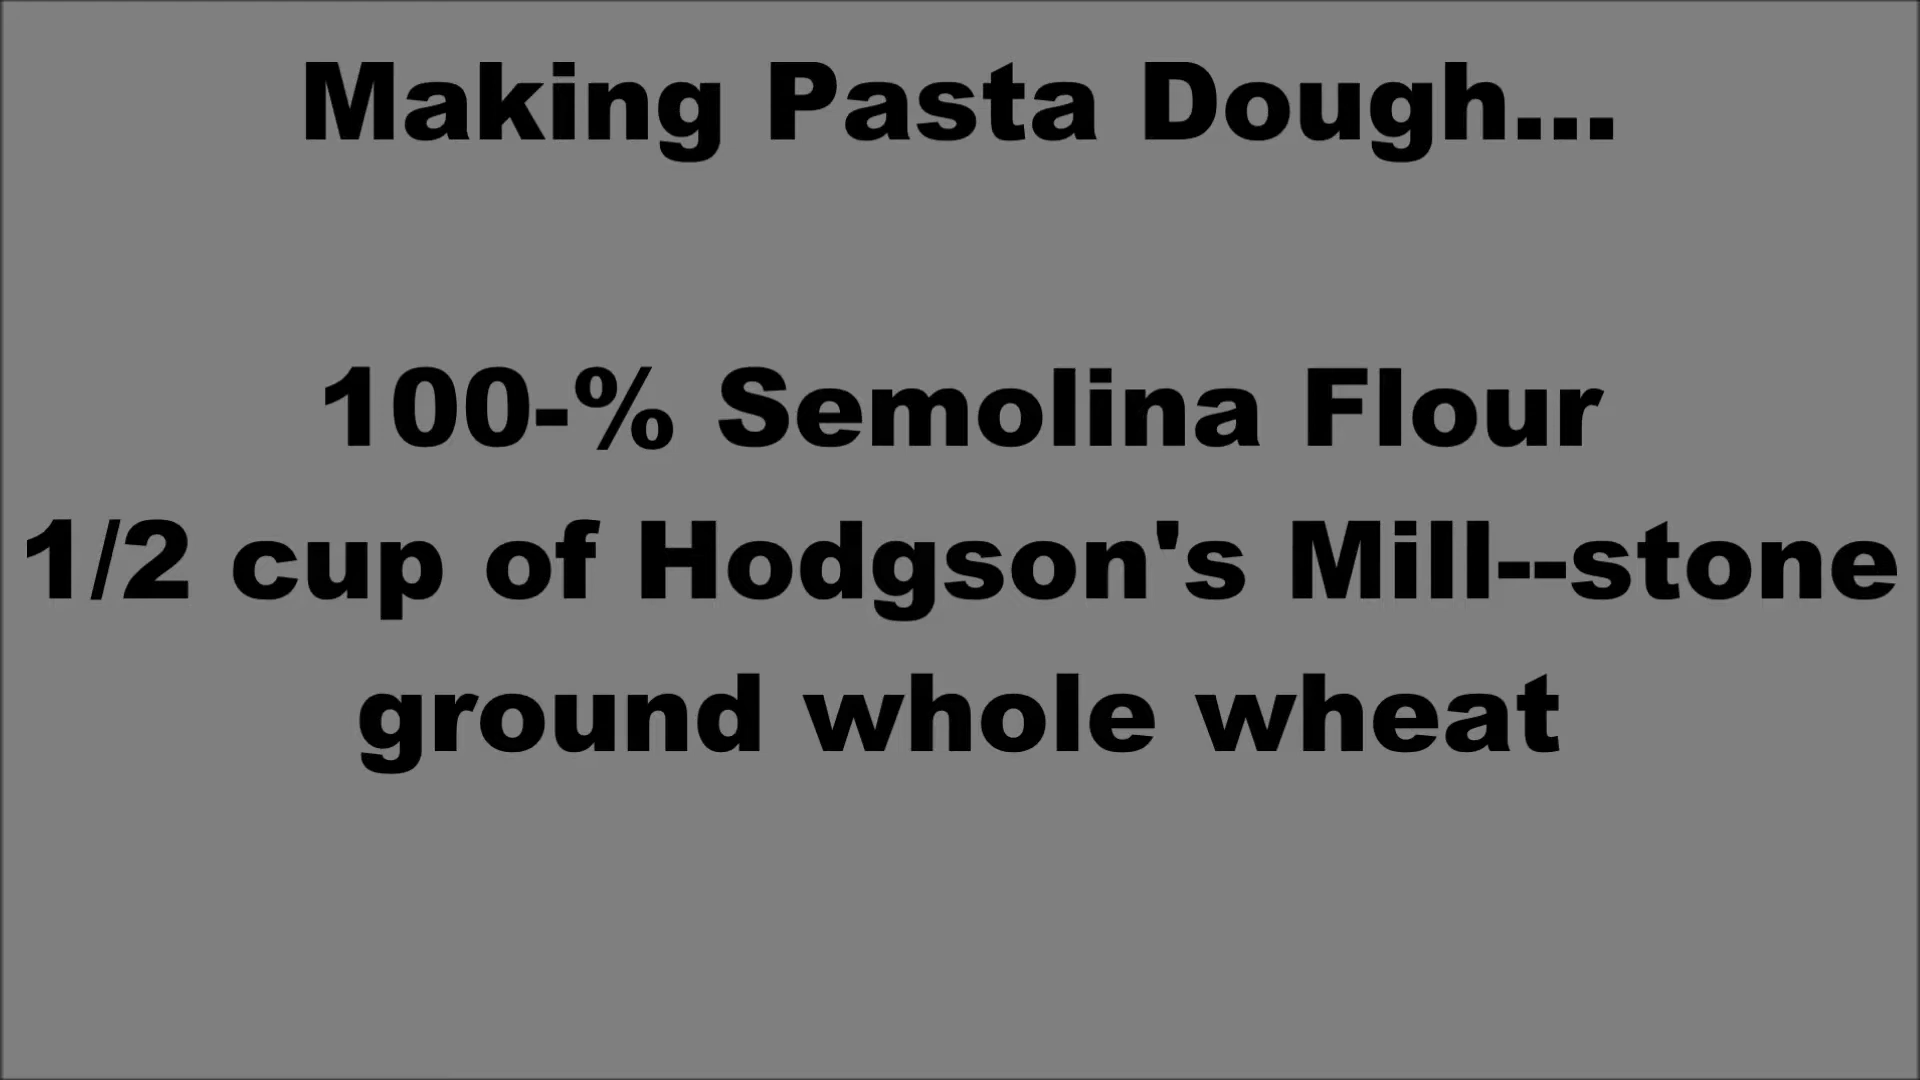 Making Pasta Dough...
100-% Semolina Flour
1/2 cup of Hodgson's Mill--stone
ground whole wheat